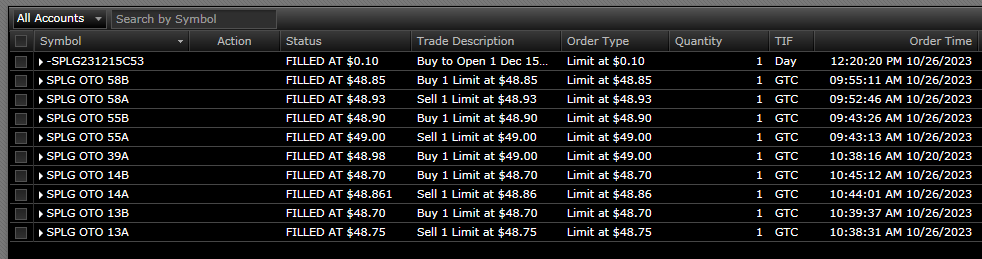 All Accounts Search by Symbol
Symbol Action Status Trade Description Order Type Quantity TIF Order Time
-SPLG231215C53 FILLED AT $0.10 Buy to Open 1 Dec 15... Limit at $0.10 1 Day 12:20:20 PM 10/26/2023
SPLG OTO 58B FILLED AT $48.85 Buy 1 Limit at $48.85 Limit at $48.85 1 GTC 09:55:11 AM 10/26/2023
SPLG OTO 58A FILLED AT $48.93 Sell 1 Limit at $48.93 Limit at $48.93 1 GTC 09:52:46 AM 10/26/2023
SPLG OTO 55B FILLED AT $48.90 Buy 1 Limit at $48.90 Limit at $48.90 1 GTC 09:43:26 AM 10/26/2023
SPLG OTO 55A FILLED AT $49.00 Sell 1 Limit at $49.00 Limit at $49.00 1 GTC 09:43:13 AM 10/26/2023
SPLG OTO 39A FILLED AT $48.98 Buy 1 Limit at $49.00 Limit at $49.00 1 GTC 10:38:16 AM 10/20/2023
SPLG OTO 14B FILLED AT $48.70 Buy 1 Limit at $48.70 Limit at $48.70 1 GTC 10:45:12 AM 10/26/2023
SPLG OTO 14A FILLED AT $48.861 Sell 1 Limit at $48.86 Limit at $48.86 1 GTC 10:44:01 AM 10/26/2023
SPLG OTO 13B FILLED AT $48.70 Buy 1 Limit at $48.70 Limit at $48.70 1 GTC 10:39:37 AM 10/26/2023
SPLG OTO 13A FILLED AT $48.75 Sell 1 Limit at $48.75 Limit at $48.75 1 GTC 10:38:31 AM 10/26/2023